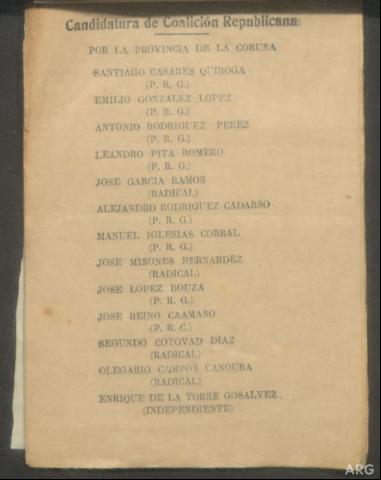 Candidatura de Coalición Republicana
POR LA PROVINCIA DE LA CORUÑA
SANTIAGO CASARES QUIROGA
(P. R. G.)
EMILIO GONZALEZ LOPEZ
(P. R. G.)
ANTONIO RODRIGUEZ PEREZ
(P. R. G.)
LEANDRO PITA ROMERO
(P. R. G.)
JOSE GARCIA RAMOS
(RADICAL)
ALEJANDRO RODRIGUEZ CADARSO
(P. R. G.)
MANUEL IGLESIAS CORRAL
(P. R. G.)
JOSE MIÑONES BERNARDEZ
(RADICAL)
JOSE LOPEZ BOUZA
(P. R. G.)
JOSE REINO CAAMAÑO
(P. R. C.)
SEGUNDO COTOVAD DIAZ
(RADICAL)
OLEGARIO CAMPOS CANOURA
(RADICAL)
ENRIQUE DE LA TORRE GOSALVEZ
(INDEPENDIENTE)
ARG